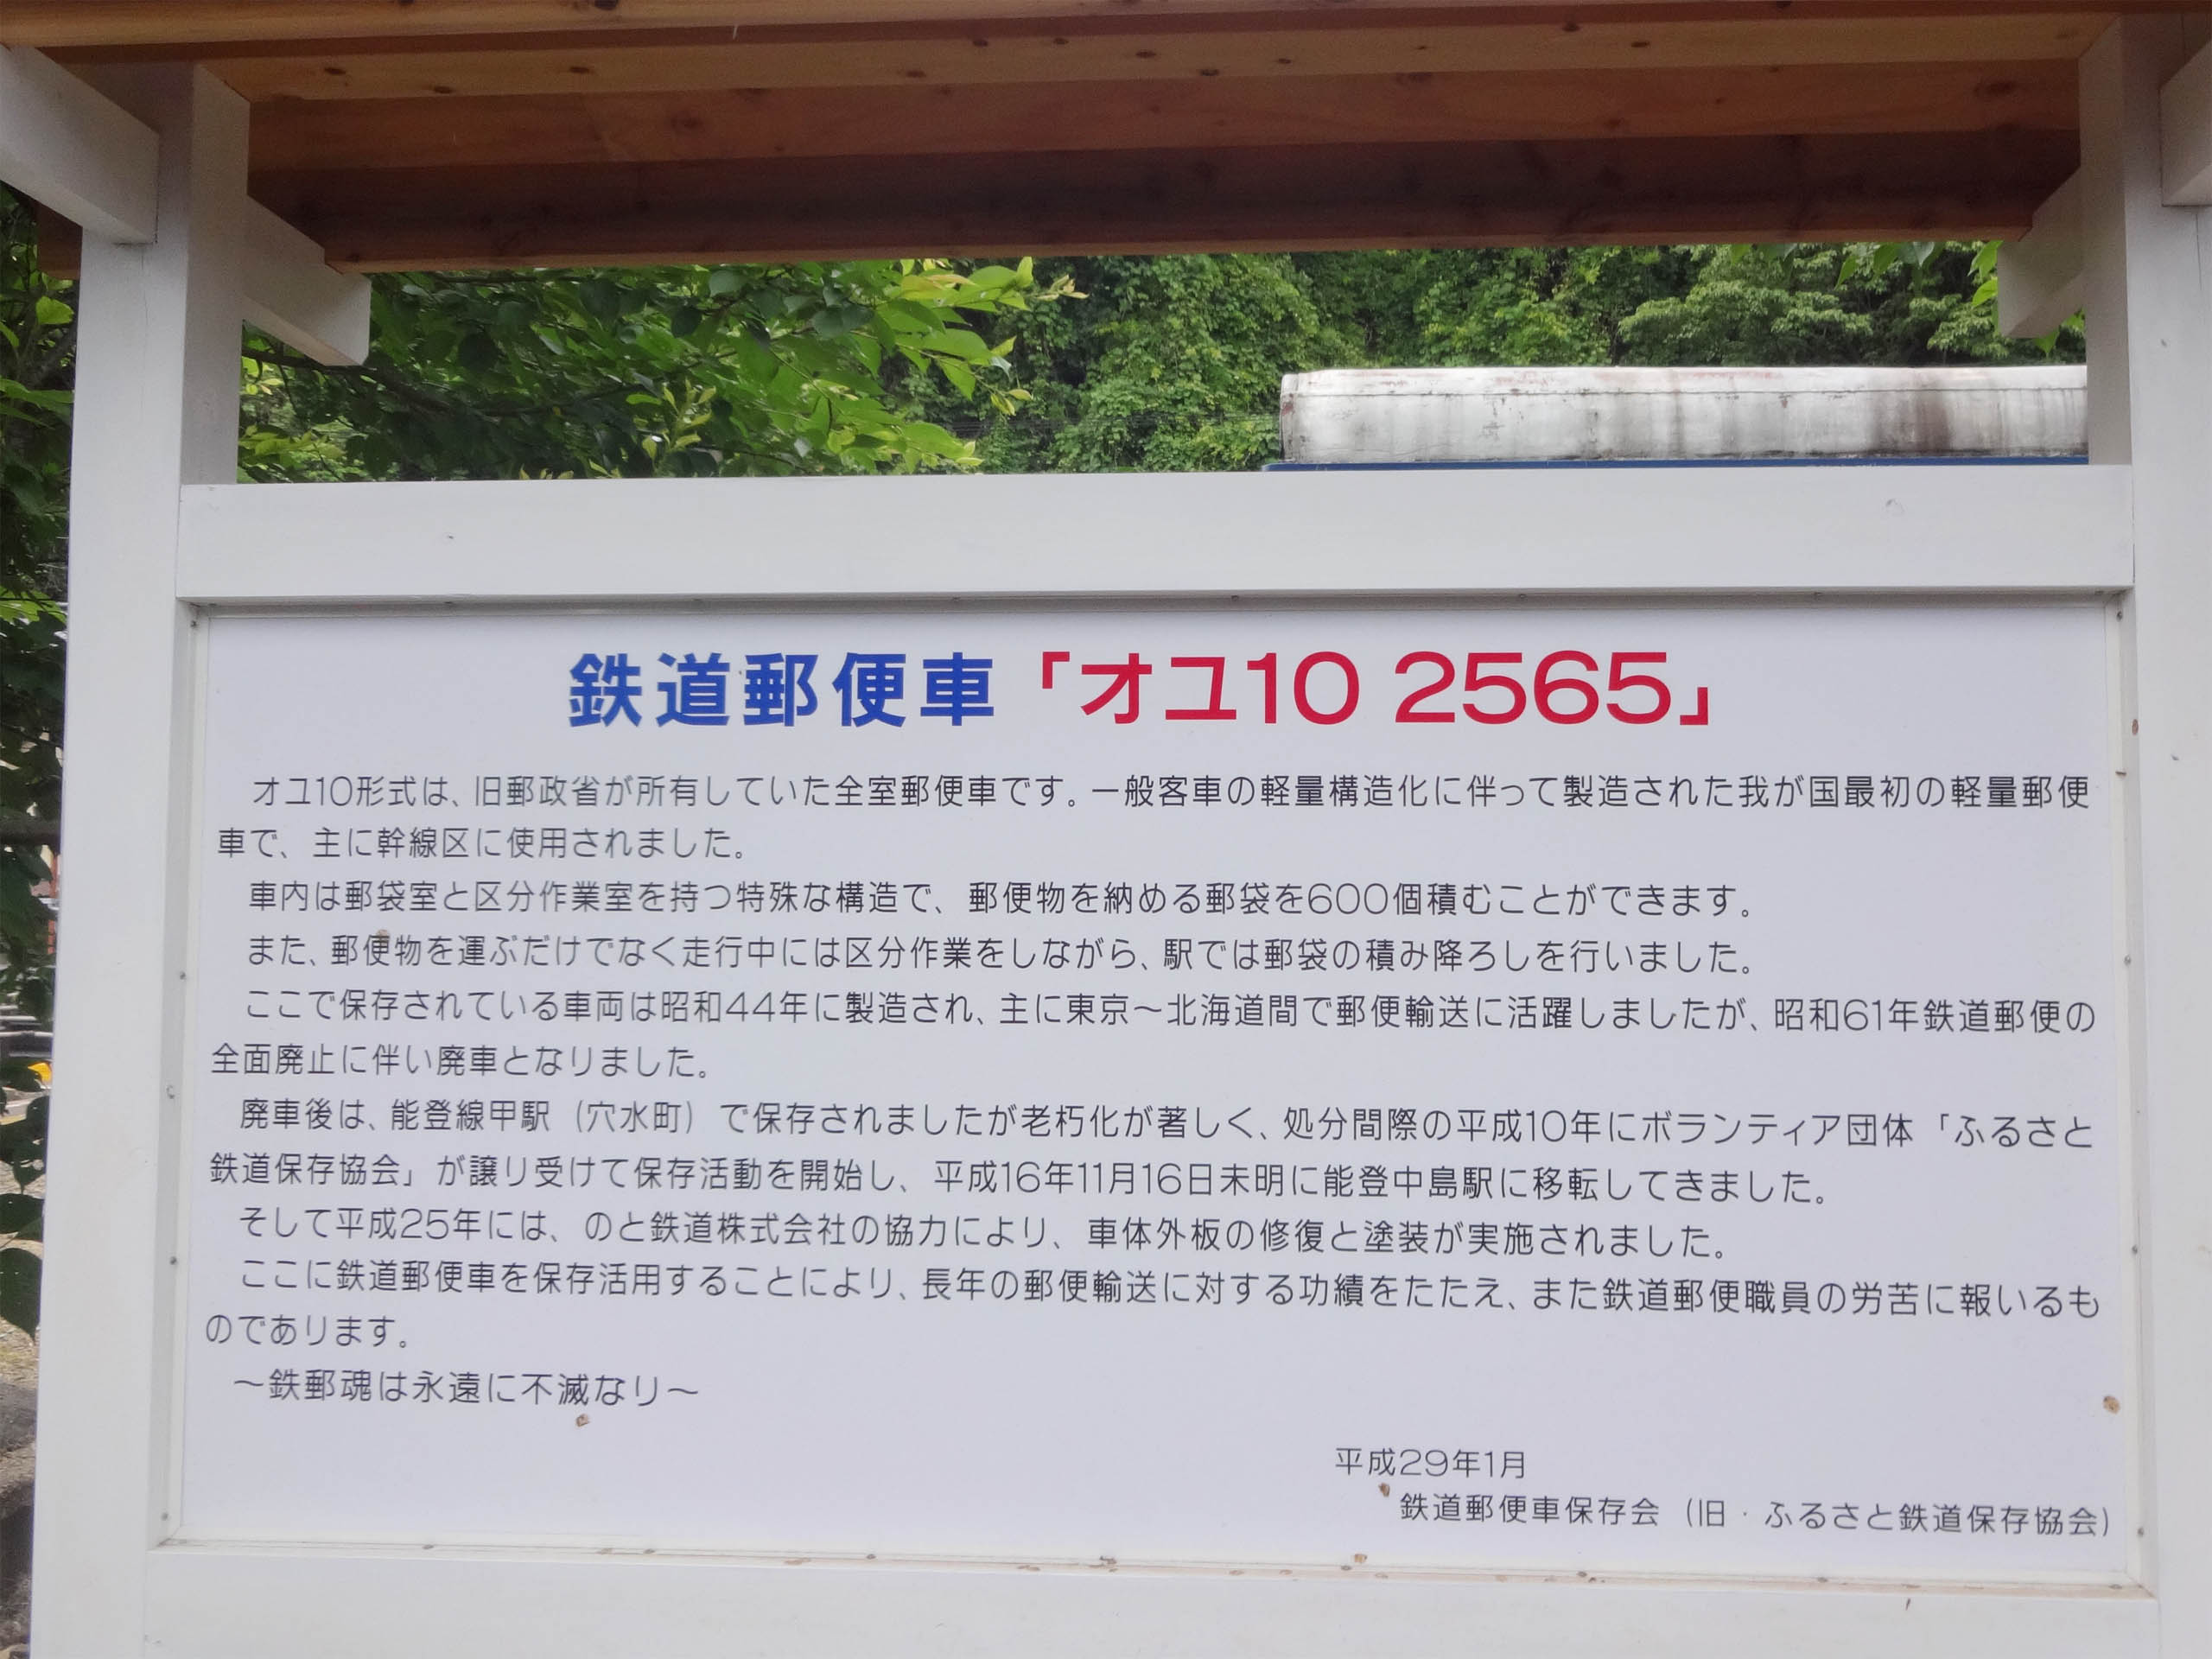 鉄道郵便車「オユ10 2565」
オユ10形式は、旧郵政省が所有していた全室郵便車です。一般客車の軽量構造化に伴って製造された我が国最初の軽量郵便
車で、主に幹線区に使用されました。
車内は郵袋室と区分作業室を持つ特殊な構造で、郵便物を納める郵袋を600個積むことができます。
また、郵便物を運ぶだけでなく走行中には区分作業をしながら、駅では郵袋の積み降ろしを行いました。
ここで保存されている車両は昭和44年に製造され、主に東京～北海道間で郵便輸送に活躍しましたが、昭和61年鉄道郵便の
全面廃止に伴い廃車となりました。
廃車後は、能登線甲駅（穴水町）で保存されましたが老朽化が著しく、処分間際の平成10年にボランティア団体「ふるさと
鉄道保存協会」が譲り受けて保存活動を開始し、平成16年11月16日未明に能登中島駅に移転してきました。
そして平成25年には、のと鉄道株式会社の協力により、車体外板の修復と塗装が実施されました。
ここに鉄道郵便車を保存活用することにより、長年の郵便輸送に対する功績をたたえ、また鉄道郵便職員の労苦に報いるも
のであります。
～鉄郵魂は永遠に不滅なり～
平成29年1月
鉄道郵便車保存会（旧・ふるさと鉄道保存協会）